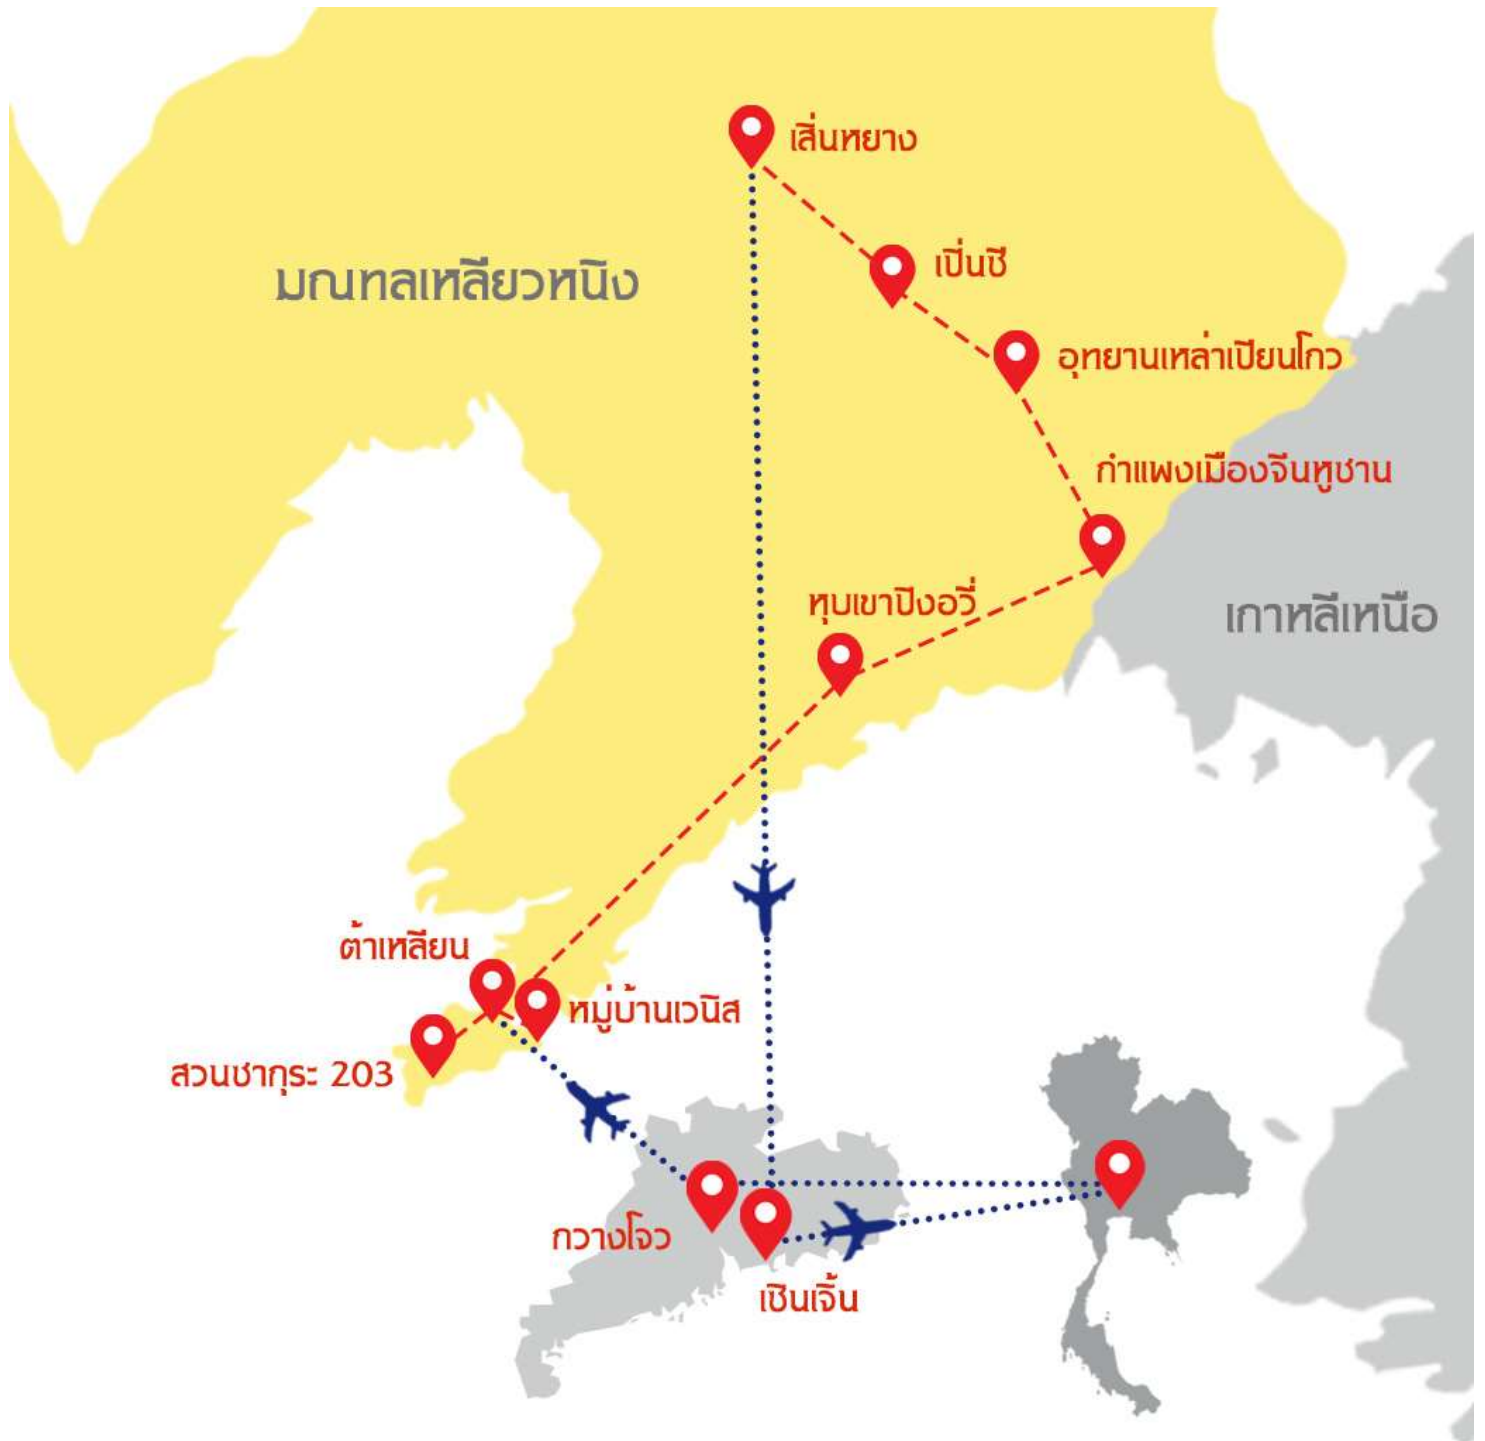 เสิ่นหยาง
เปิ่นซี
มณฑลเหลียวหนิง
อุทยานเหล่าเปียนโกว
กำแพงเมืองจีนหูซาน
หุบเขาปิงอวี่
เกาหลีเหนือ
ต้าเหลียน
หมู่บ้านเวนิส
สวนซากุระ 203
กวางโจว
เซินเจิ้น